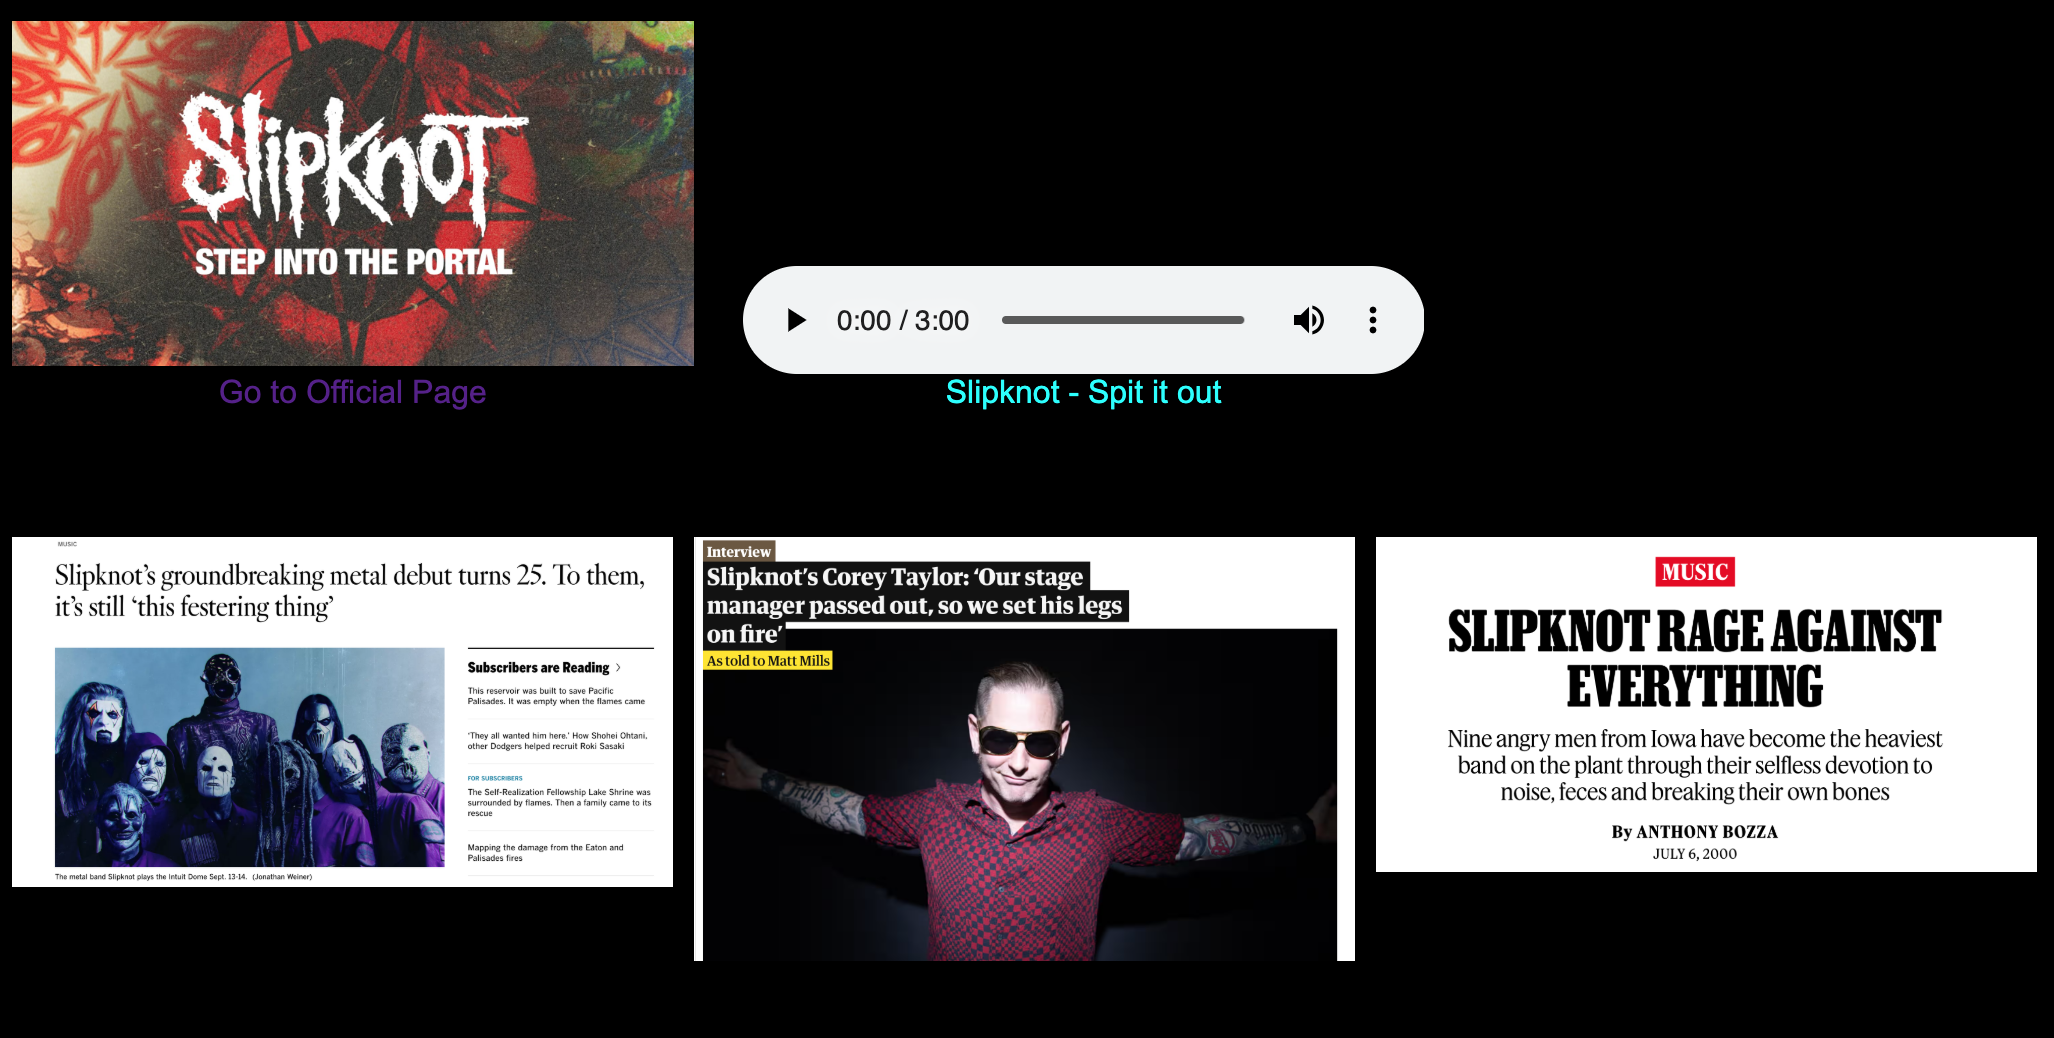 Slipknot
STEP INTO THE PORTAL
Go to Official Page
0:00 / 3:00
Slipknot - Spit it out
MUSIC
Slipknot’s groundbreaking metal debut turns 25. To them,
it’s still ‘this festering thing’
Subscribers are Reading >
This reservoir was built to save Pacific
Palisades. It was empty when the flames came
‘They all wanted him here.’ How Shohei Ohtani,
other Dodgers helped recruit Roki Sasaki
FOR SUBSCRIBERS
The Self-Realization Fellowship Lake Shrine was
surrounded by flames. Then a family came to its
rescue
Mapping the damage from the Eaton and
Palisades fires
The metal band Slipknot plays the Intuit Dome Sept. 13-14. (Jonathan Weiner)
Interview
Slipknot’s Corey Taylor: ‘Our stage
manager passed out, so we set his legs
on fire’
As told to Matt Mills
Truth
MUSIC
SLIPKNOT RAGE AGAINST
EVERYTHING
Nine angry men from Iowa have become the heaviest
band on the plant through their selfless devotion to
noise, feces and breaking their own bones
By ANTHONY BOZZA
JULY 6, 2000